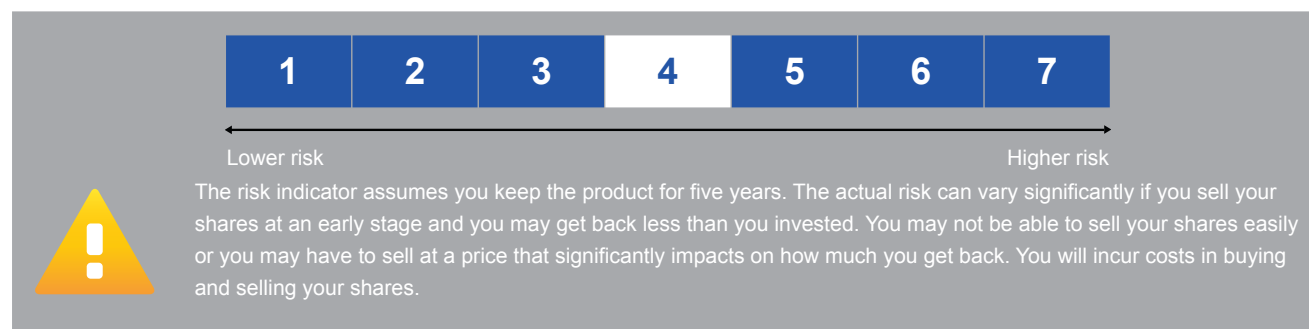 1 2 3 4 5 6 7
Lower risk Higher risk
The risk indicator assumes you keep the product for five years. The actual risk can vary significantly if you sell your
shares at an early stage and you may get back less than you invested. You may not be able to sell your shares easily
or you may have to sell at a price that significantly impacts on how much you get back. You will incur costs in buying
and selling your shares.